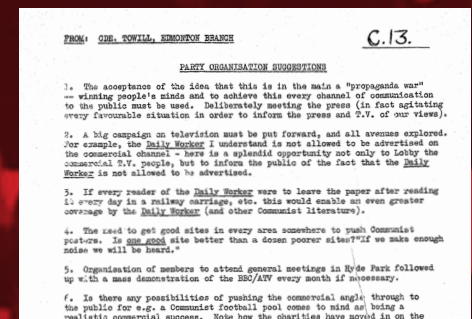 FROM: CDE. TOWILL, EDMONTON BRANCH
C.13.
PARTY ORGANISATION SUGGESTIONS
1. The acceptance of the idea that this is in the main a "propaganda war"
-- winning people's minds and to achieve this every channel of communication
to the public must be used. Deliberately meeting the press (in fact agitating
every favourable situation in order to inform the press and T.V. of our views).
2. A big campaign on television must be put forward, and all avenues explored.
For example, the Daily Worker I understand is not allowed to be advertised on
the commercial channel - here is a splendid opportunity not only to Lobby the
commercial T.V. people, but to inform the public of the fact that the Daily
Worker is not allowed to be advertised.
3. If every reader of the Daily Worker were to leave the paper after reading
it every day in a railway carriage, etc. this would enable an even greater
coverage by the Daily Worker (and other Communist literature).
4. The need to get good sites in every area somewhere to push Communist
posters. Is one good site better than a dozen poorer sites? "If we make enough
noise we will be heard."
5. Organisation of members to attend general meetings in Hyde Park followed
up with a mass demonstration of the BBC/ATV every month if necessary.
6. Is there any possibilities of pushing the commercial angle through to
the public for e.g. a Communist football pool comes to mind as being a
realistic commercial success. Note how the charities have moved in on the